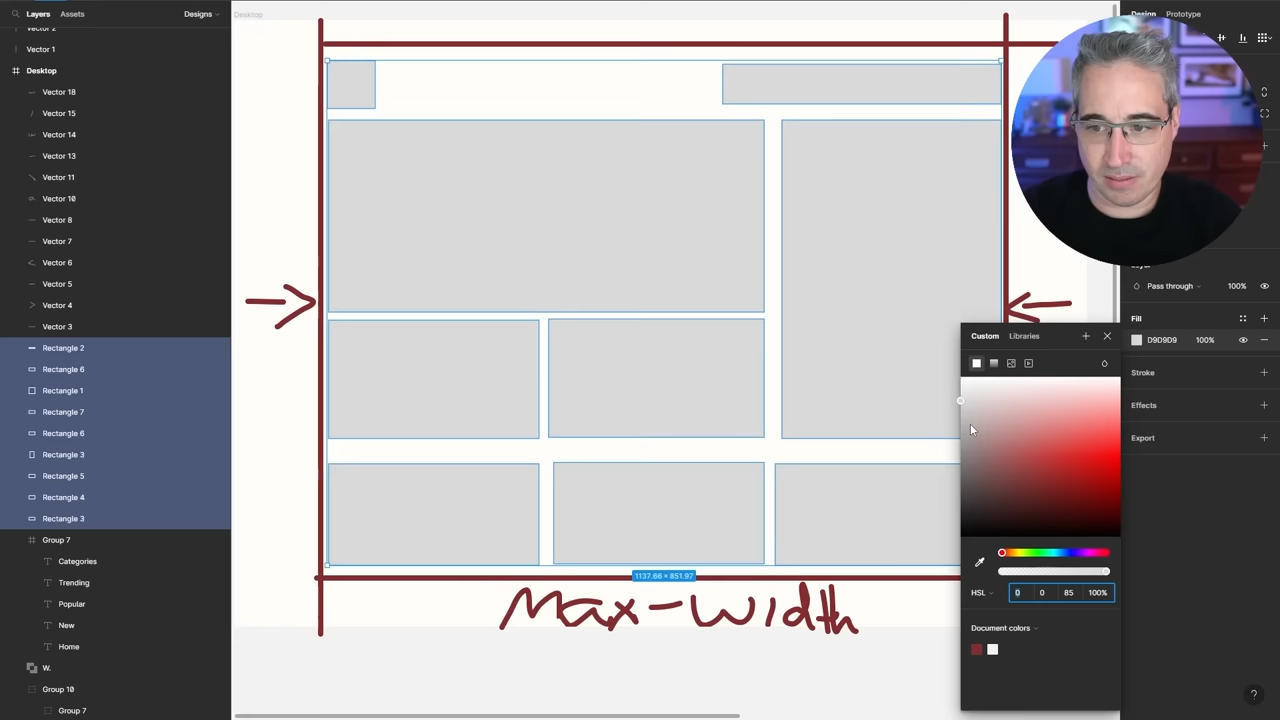 Layers
Assets
Designs
Desktop
Design
Prototype
Vector 2
Vector 1
Desktop
Vector 18
Vector 15
Vector 14
Vector 13
Vector 11
Vector 10
Vector 8
Vector 7
Vector 6
Vector 5
Vector 4
Vector 3
Rectangle 2
Rectangle 6
Rectangle 1
Rectangle 7
Rectangle 6
Rectangle 3
Rectangle 5
Rectangle 4
Rectangle 3
Group 7
Categories
Trending
Popular
New
Home
W.
Group 10
Group 7
1137.66 × 851.97
Max-width
Pass through
100%
Fill
D9D9D9
100%
Stroke
Effects
Export
Custom
Libraries
HSL
0
0
85
100%
Document colors
?